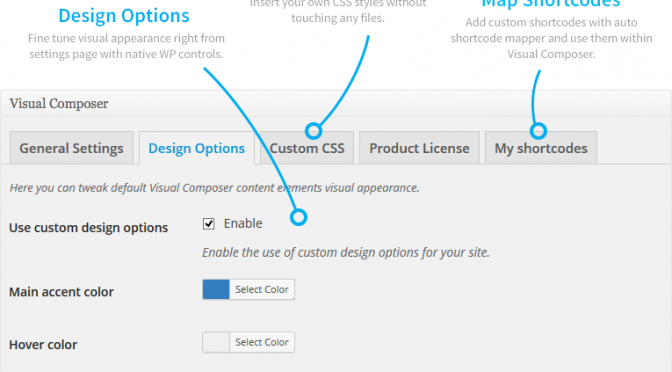 Design Options
Fine tune visual appearance right from
settings page with native WP controls.
Insert your own CSS styles without
touching any files.
Map Shortcodes
Add custom shortcodes with auto
shortcode mapper and use them within
Visual Composer.
Visual Composer
General Settings
Design Options
Custom CSS
Product License
My shortcodes
Here you can tweak default Visual Composer content elements visual appearance.
Use custom design options
Enable
Enable the use of custom design options for your site.
Main accent color
Select Color
Hover color
Select Color